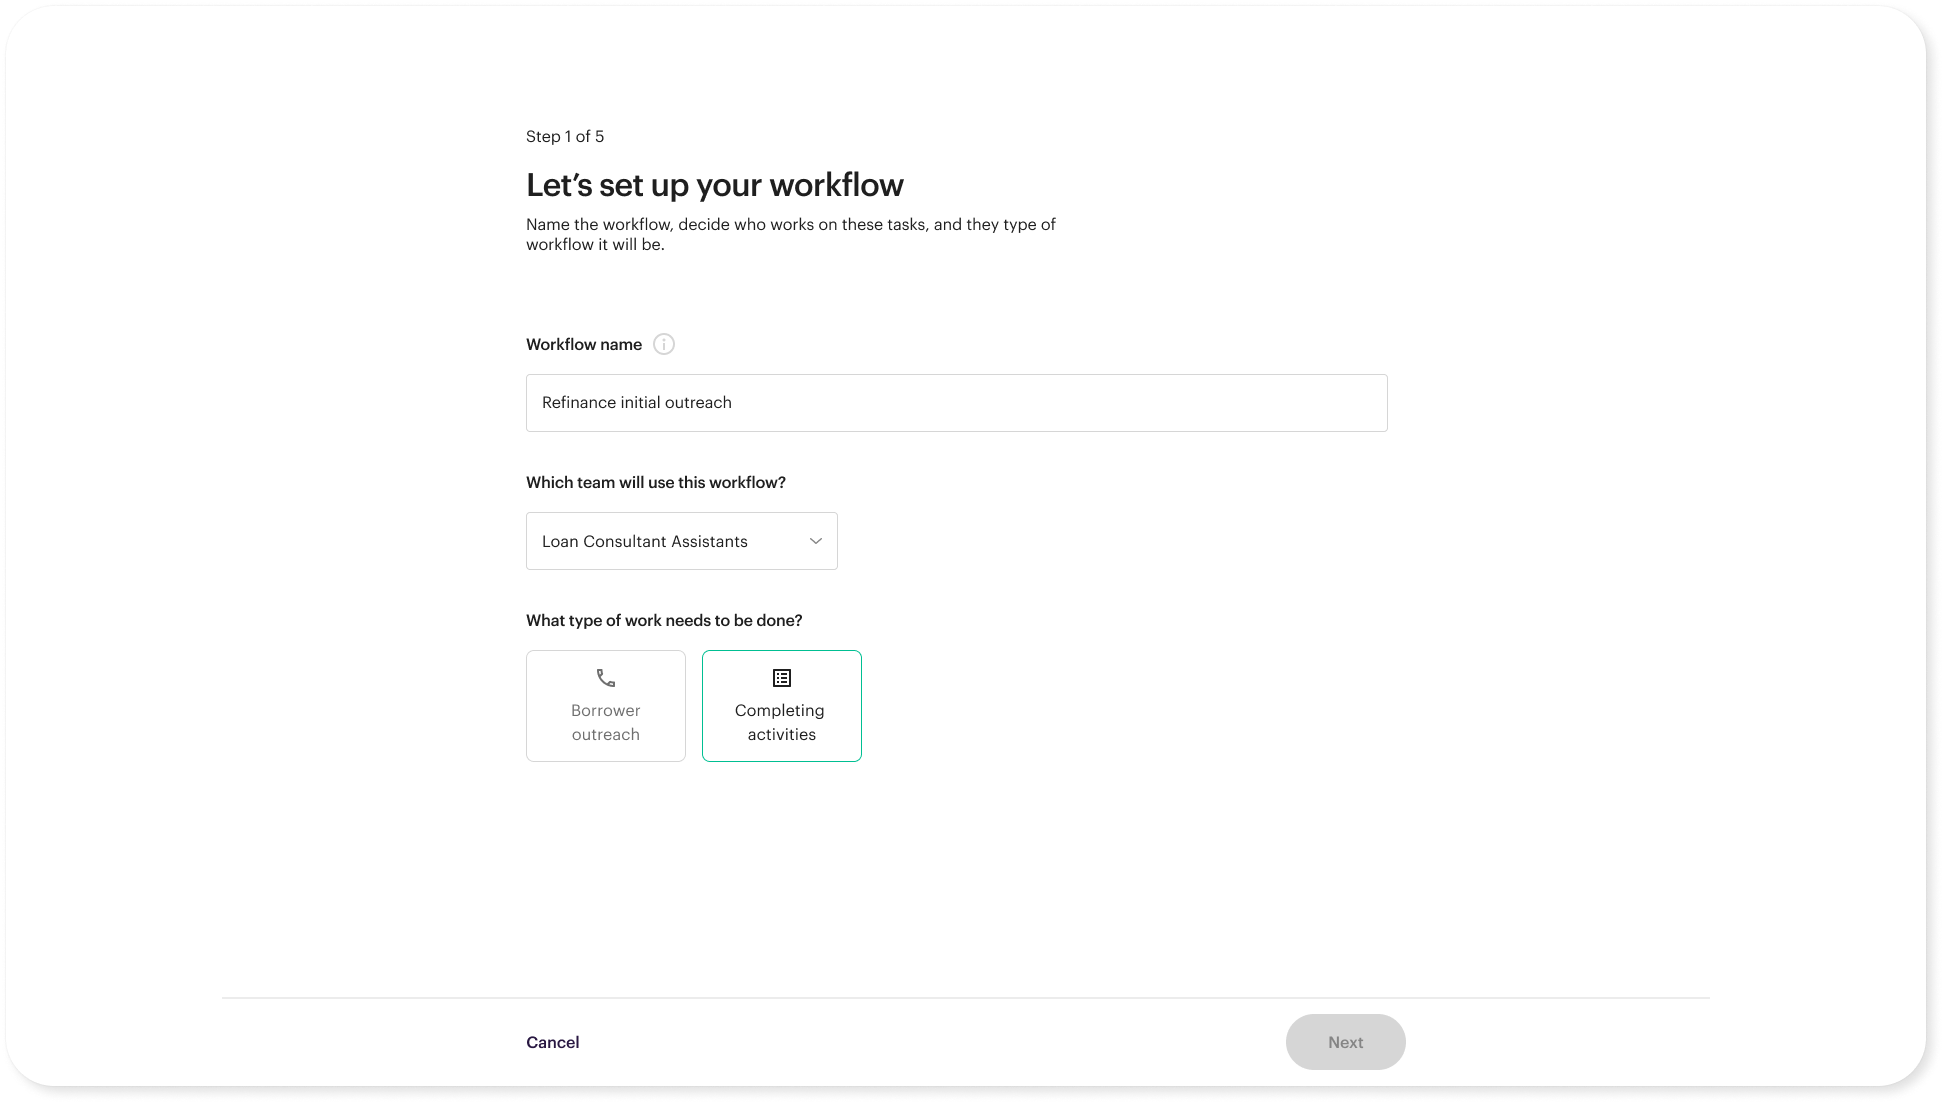 Step 1 of 5
Let’s set up your workflow
Name the workflow, decide who works on these tasks, and they type of
workflow it will be.
Workflow name
Refinance initial outreach
Which team will use this workflow?
Loan Consultant Assistants
What type of work needs to be done?
Borrower
outreach
Completing
activities
Cancel
Next